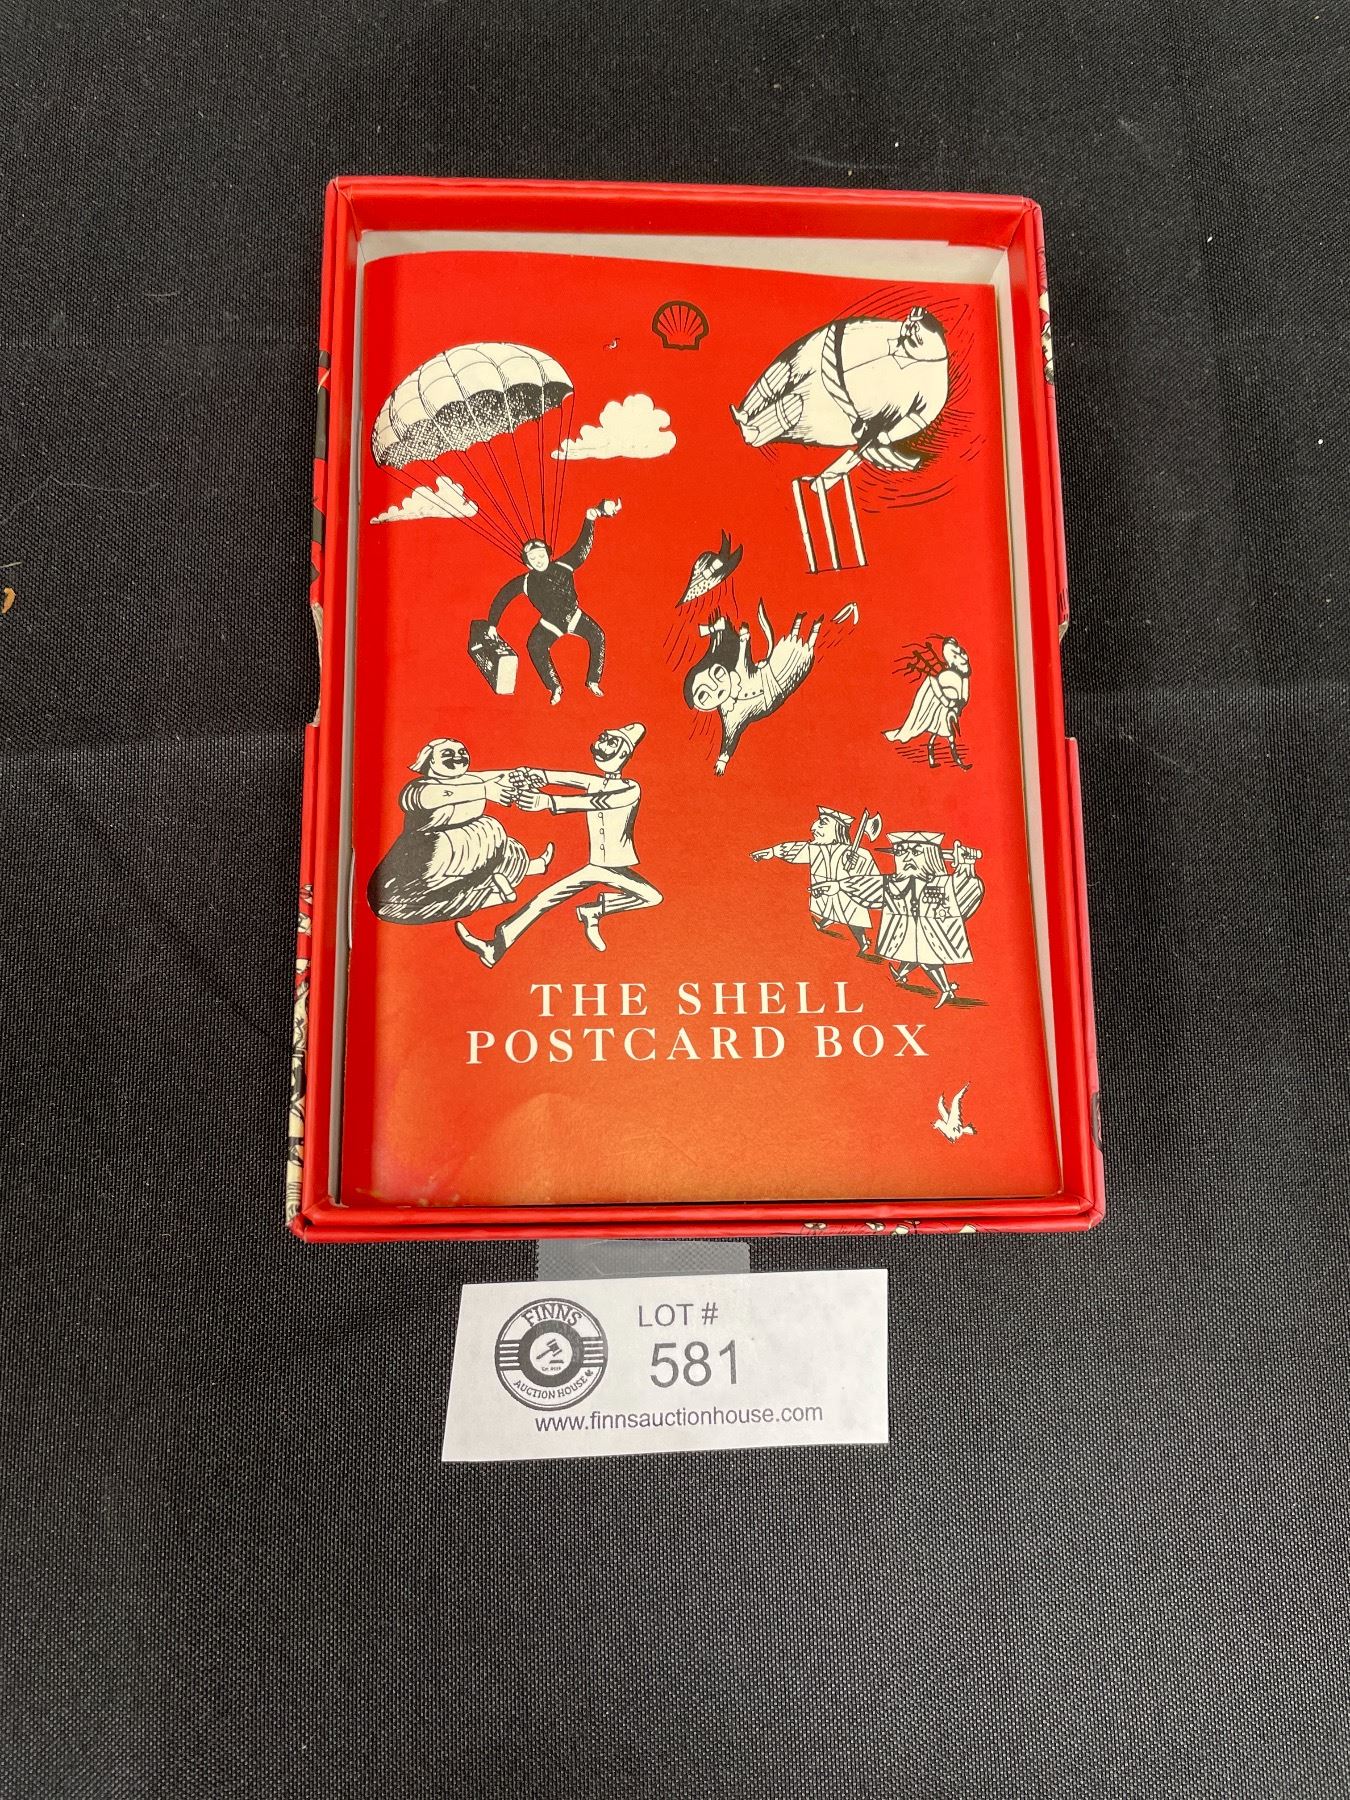 THE SHELL
POSTCARD BOX
FINNS
AUCTION HOUSE
LOT #
581
www.finnsauctionhouse.com